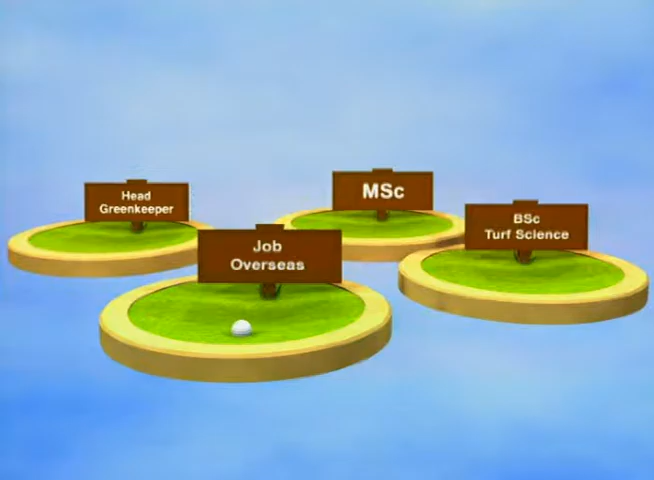 Head
Greenkeeper
MSc
BSc
Turf Science
Job
Overseas